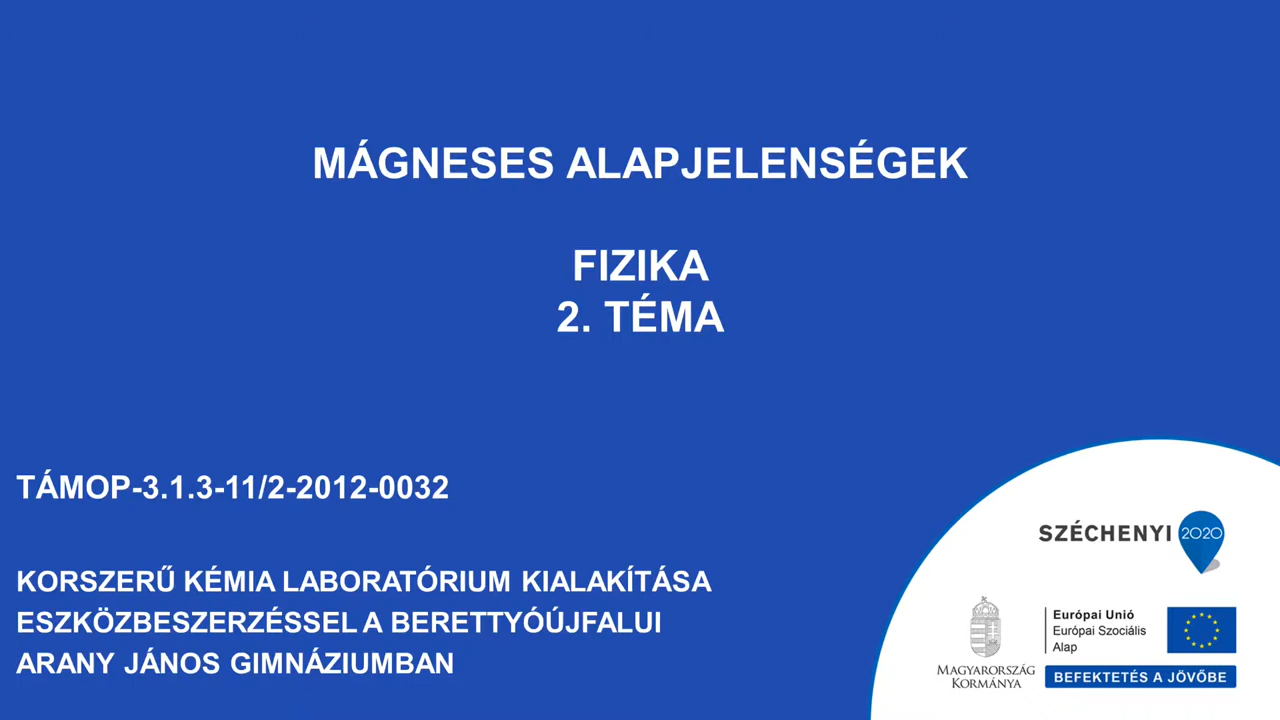 MÁGNESES ALAPJELENSÉGEK
FIZIKA
2. TÉMA
TÁMOP-3.1.3-11/2-2012-0032
KORSZERŰ KÉMIA LABORATÓRIUM KIALAKÍTÁSA
ESZKÖZBESZERZÉSSEL A BERETTYÓÚJFALUI
ARANY JÁNOS GIMNÁZIUMBAN
SZÉCHENYI 2020
MAGYARORSZÁG
KORMÁNYA
Európai Unió
Európai Szociális
Alap
BEFEKTETÉS A JÖVŐBE